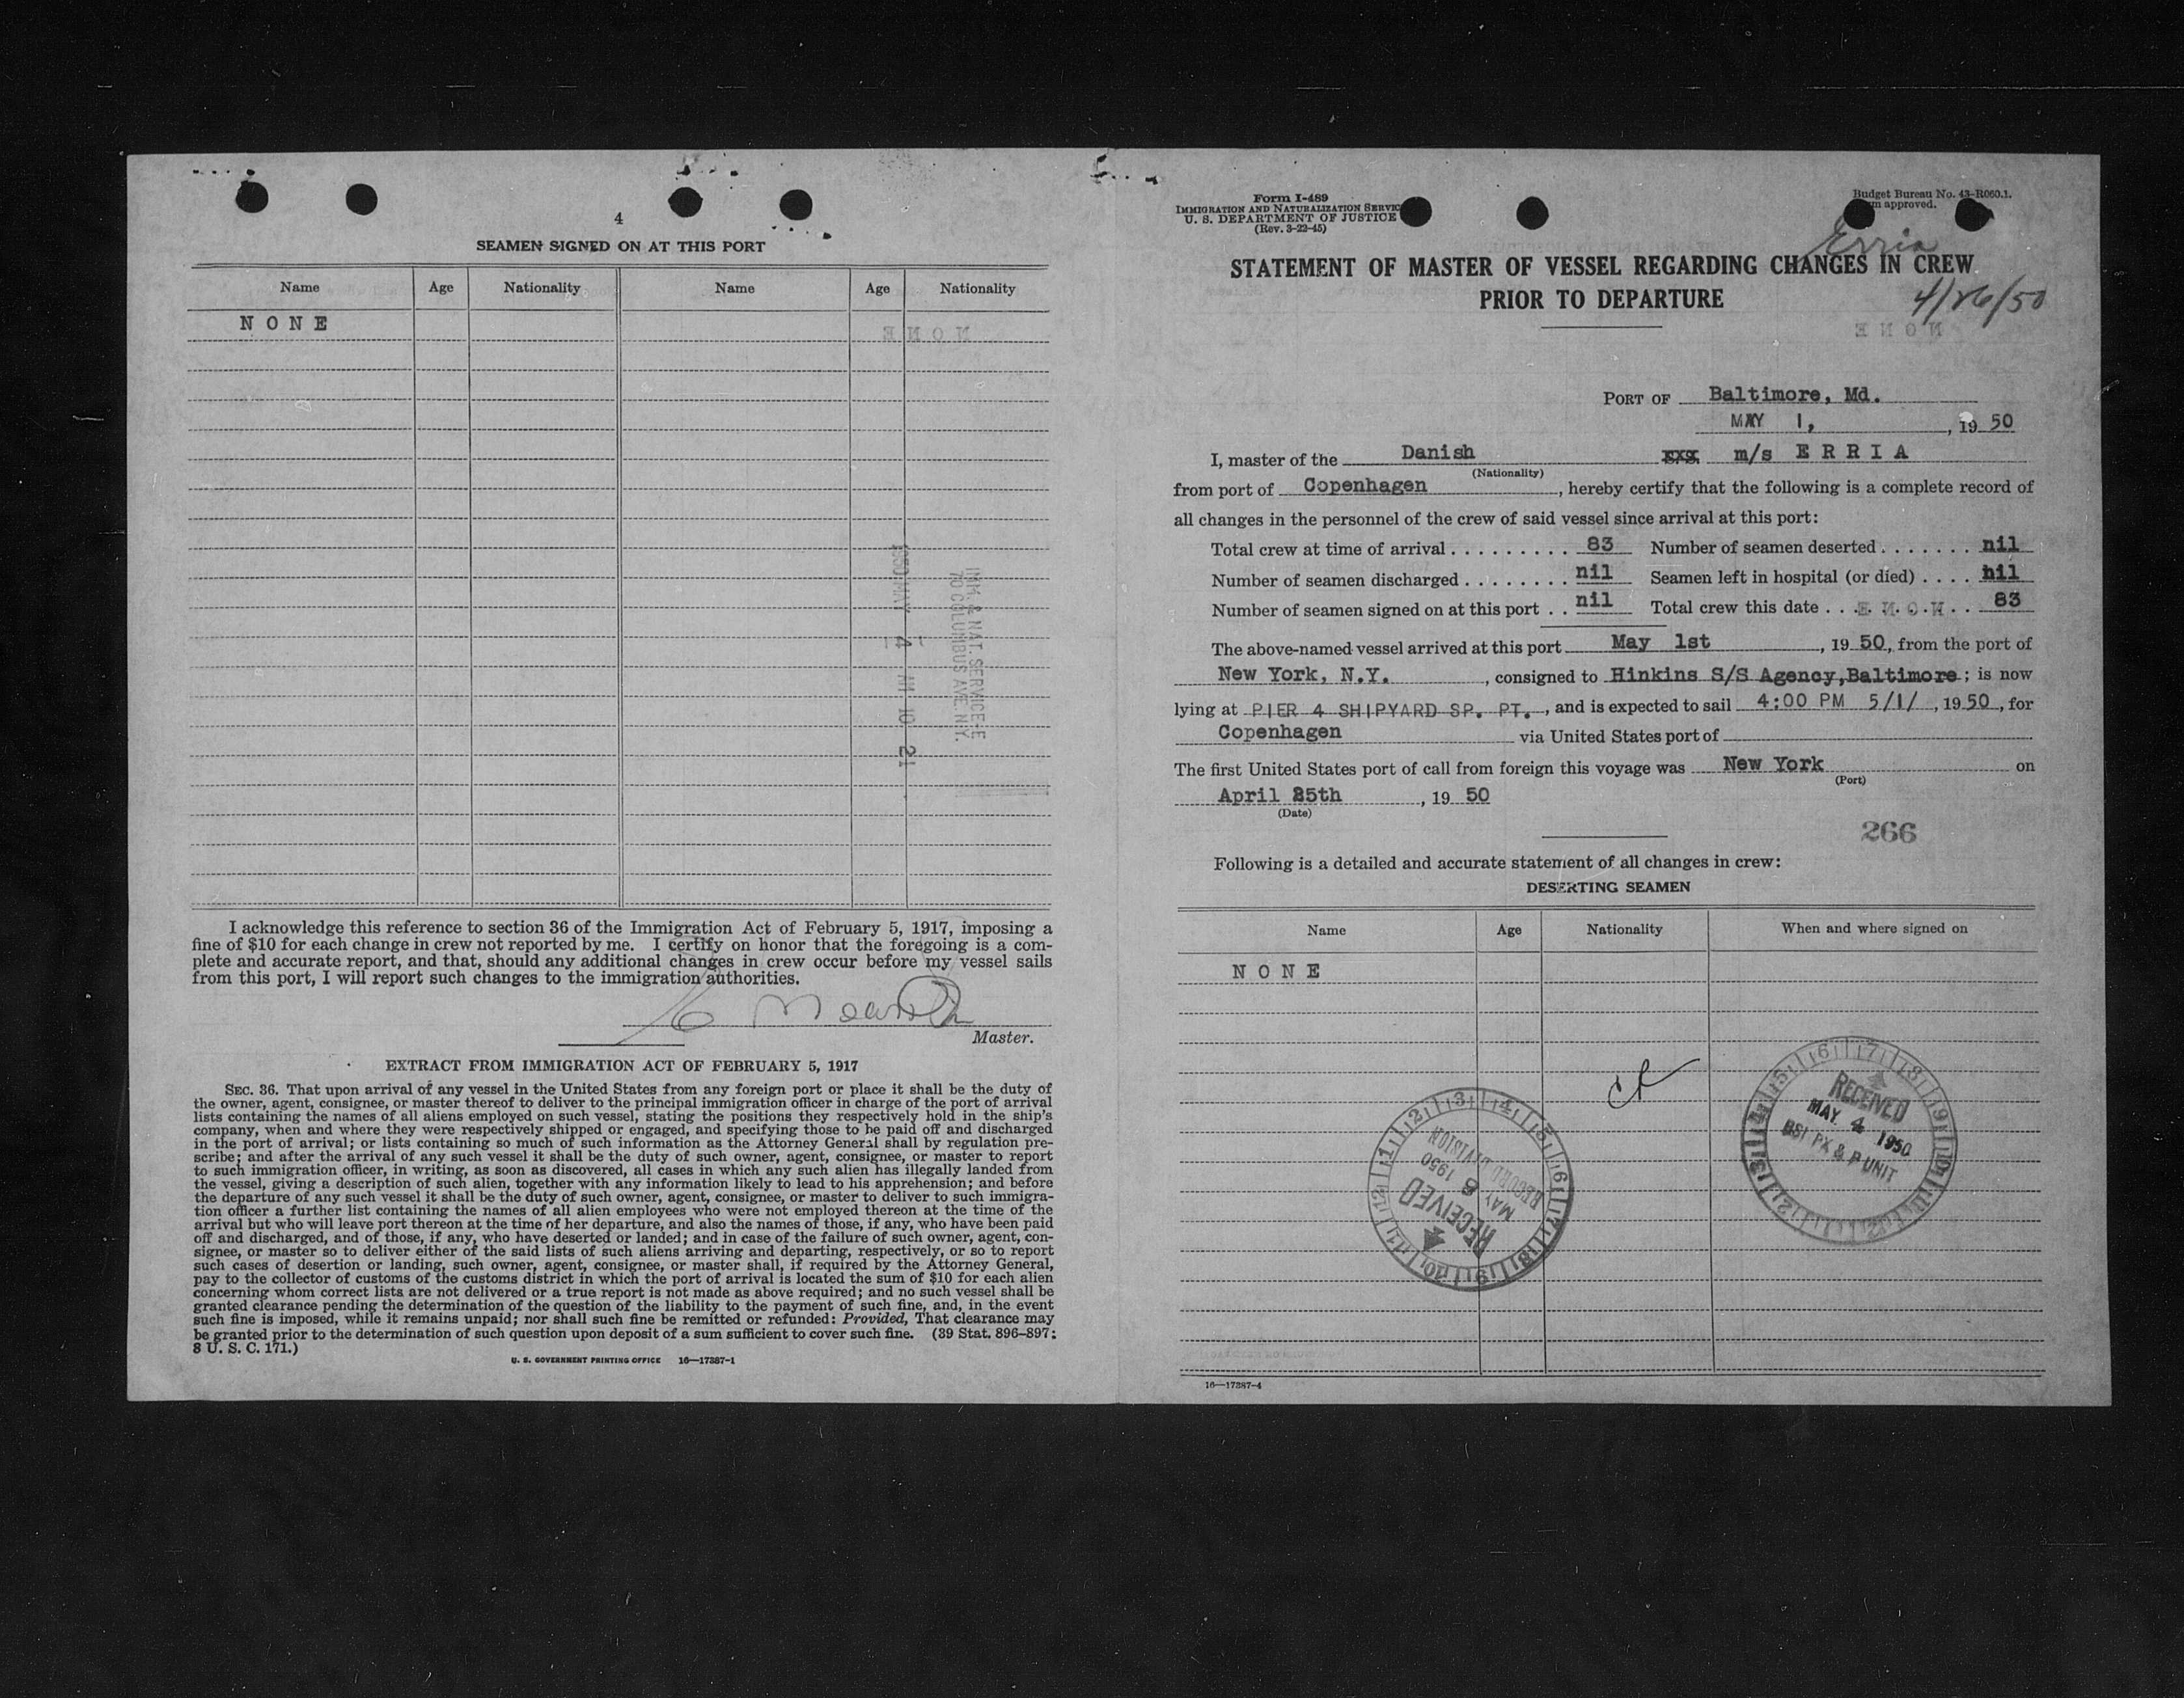 4
SEAMEN SIGNED ON AT THIS PORT
Name Age Nationality Name Age Nationality
NONE
IMM. & NAT. SERVICE
70 COLUMBUS AVE. N.Y.
1950 MAY 4 AM 10 21
I acknowledge this reference to section 36 of the Immigration Act of February 5, 1917, imposing a
fine of $10 for each change in crew not reported by me. I certify on honor that the foregoing is a com-
plete and accurate report, and that, should any additional changes in crew occur before my vessel sails
from this port, I will report such changes to the immigration authorities.
Master.
EXTRACT FROM IMMIGRATION ACT OF FEBRUARY 5, 1917
SEC. 36. That upon arrival of any vessel in the United States from any foreign port or place it shall be the duty of
the owner, agent, consignee, or master thereof to deliver to the principal immigration officer in charge of the port of arrival
lists containing the names of all aliens employed on such vessel, stating the positions they respectively hold in the ship's
company, when and where they were respectively shipped or engaged, and specifying those to be paid off and discharged
in the port of arrival; or lists containing so much of such information as the Attorney General shall by regulation pre-
scribe; and after the arrival of any such vessel it shall be the duty of such owner, agent, consignee, or master to report
to such immigration officer, in writing, as soon as discovered, all cases in which any such alien has illegally landed from
the vessel, giving a description of such alien, together with any information likely to lead to his apprehension; and before
the departure of any such vessel it shall be the duty of such owner, agent, consignee, or master to deliver to such immigra-
tion officer a further list containing the names of all alien employees who were not employed thereon at the time of the
arrival but who will leave port thereon at the time of her departure, and also the names of those, if any, who have been paid
off and discharged, and of those, if any, who have deserted or landed; and in case of the failure of such owner, agent, con-
signee, or master so to deliver either of the said lists of such aliens arriving and departing, respectively, or so to report
such cases of desertion or landing, such owner, agent, consignee, or master shall, if required by the Attorney General,
pay to the collector of customs of the customs district in which the port of arrival is located the sum of $10 for each alien
concerning whom correct lists are not delivered or a true report is not made as above required; and no such vessel shall be
granted clearance pending the determination of the question of the liability to the payment of such fine, and, in the event
such fine is imposed, while it remains unpaid; nor shall such fine be remitted or refunded: Provided, That clearance may
be granted prior to the determination of such question upon deposit of a sum sufficient to cover such fine. (39 Stat. 896–897;
8 U. S. C. 171.)
U. S. GOVERNMENT PRINTING OFFICE 16—17387-1
Form I-489
IMMIGRATION AND NATURALIZATION SERVIC
U. S. DEPARTMENT OF JUSTICE
(Rev. 3-22-45)
Budget Bureau No. 43-R060.1.
approved.
Erria
STATEMENT OF MASTER OF VESSEL REGARDING CHANGES IN CREW
PRIOR TO DEPARTURE
4/26/50
PORT OF Baltimore, Md.
MAY 1, , 19 50
I, master of the Danish m/s ERRIA
(Nationality)
from port of Copenhagen, hereby certify that the following is a complete record of
all changes in the personnel of the crew of said vessel since arrival at this port:
Total crew at time of arrival . . . . . . . . . 83 Number of seamen deserted . . . . . . . nil
Number of seamen discharged . . . . . . . . nil Seamen left in hospital (or died) . . . . nil
Number of seamen signed on at this port . . nil Total crew this date . . . . . . . . 83
The above-named vessel arrived at this port May 1st, 19 50, from the port of
New York, N.Y., consigned to Hinkins S/S Agency, Baltimore; is now
lying at PIER 4 SHIPYARD SP. PT., and is expected to sail 4:00 PM 5/1/, 19 50, for
Copenhagen via United States port of
The first United States port of call from foreign this voyage was New York on
(Port)
April 25th, 19 50
(Date)
266
Following is a detailed and accurate statement of all changes in crew:
DESERTING SEAMEN
Name Age Nationality When and where signed on
NONE
RECEIVED
MAY 4 1950
BSI PX & P UNIT
RECEIVED
MAY 1950
RECORD DIVISION
16—17387-4